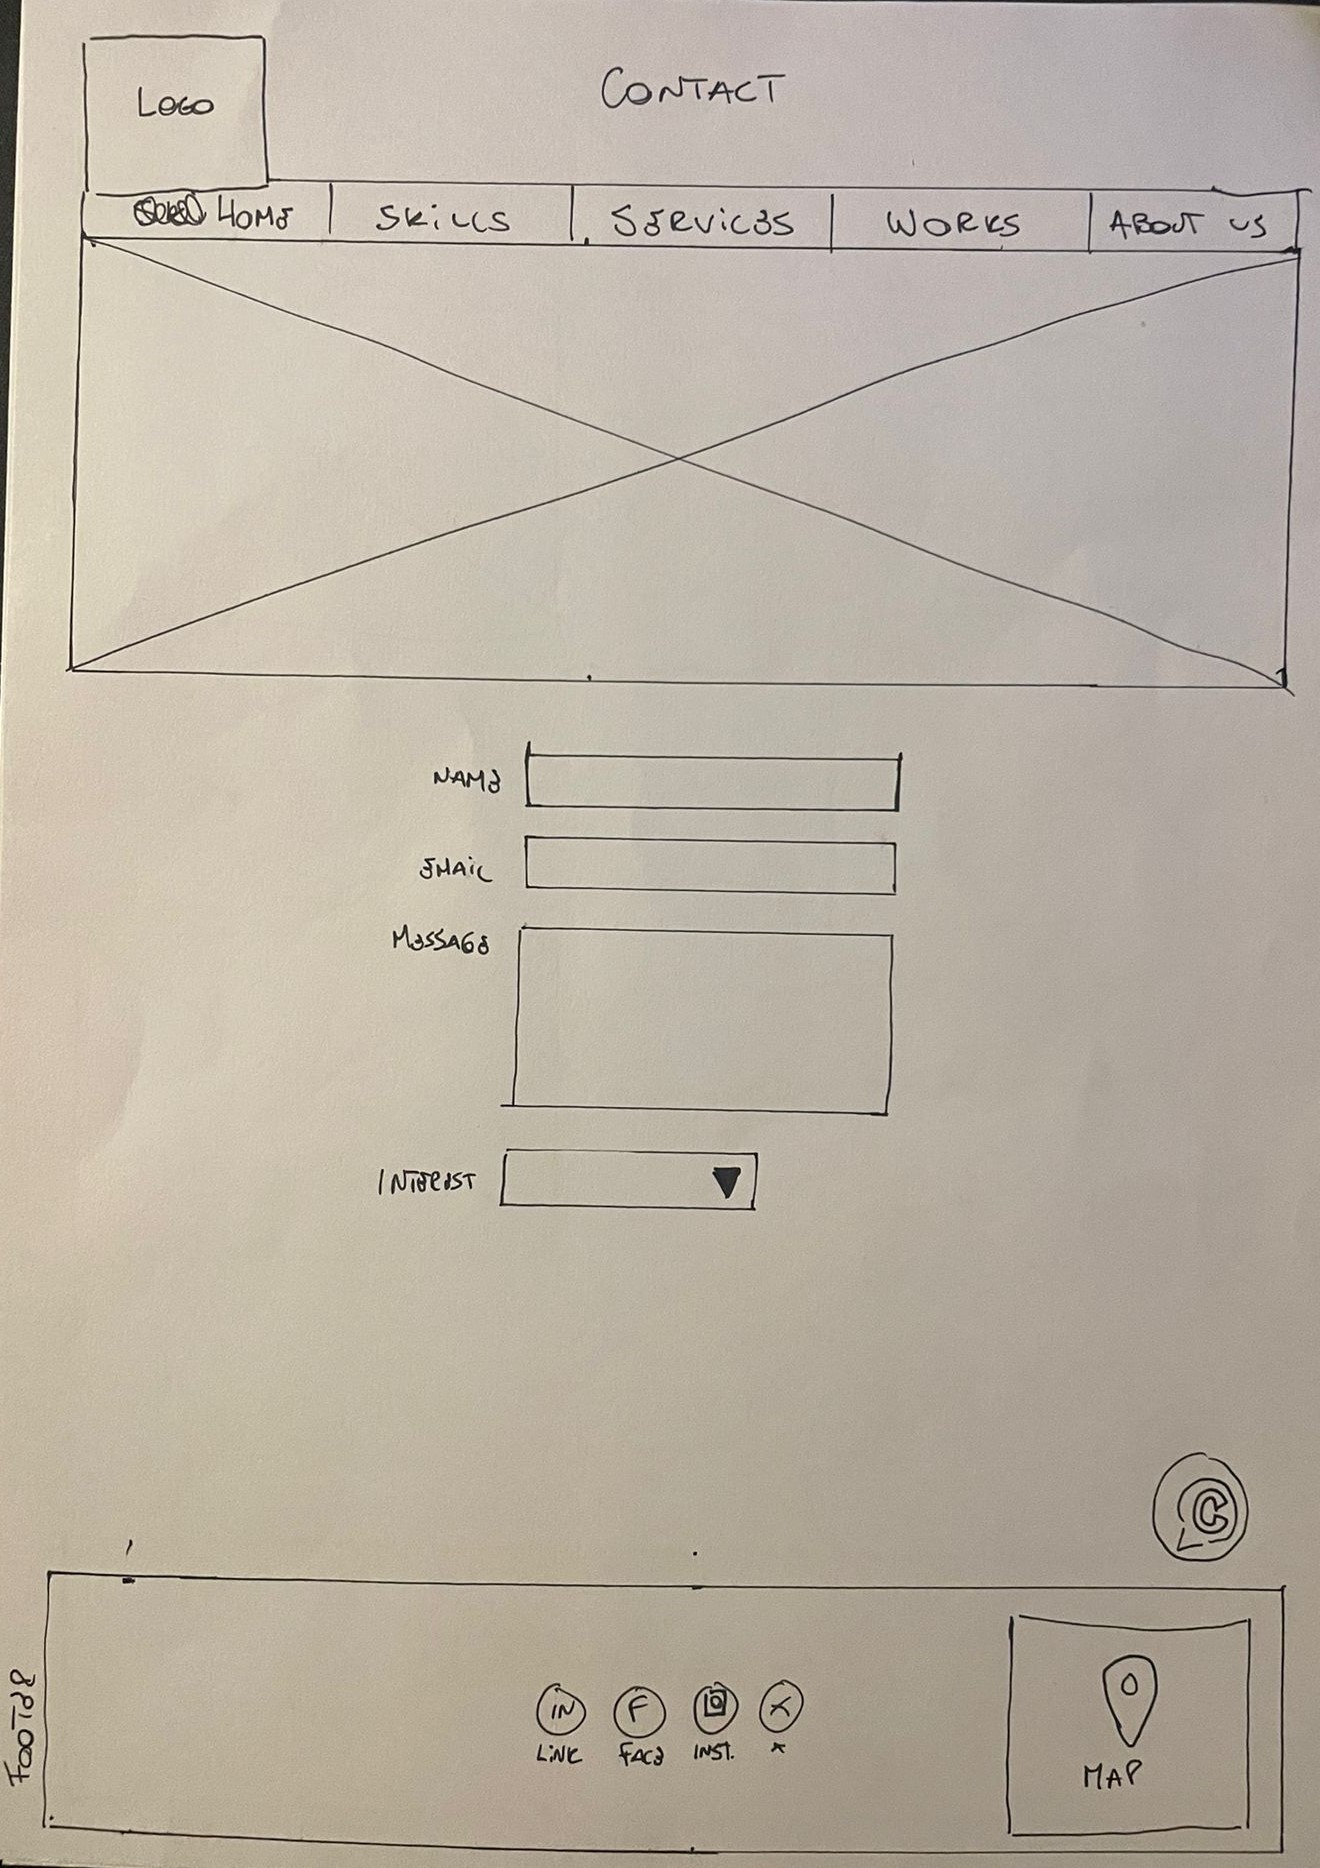 LOGO
CONTACT
HOME SKILLS SERVICES WORKS ABOUT US
NAME
EMAIL
MESSAGE
INTEREST
C
FOOTER
IN F X
LINK FACE INST. X
MAP